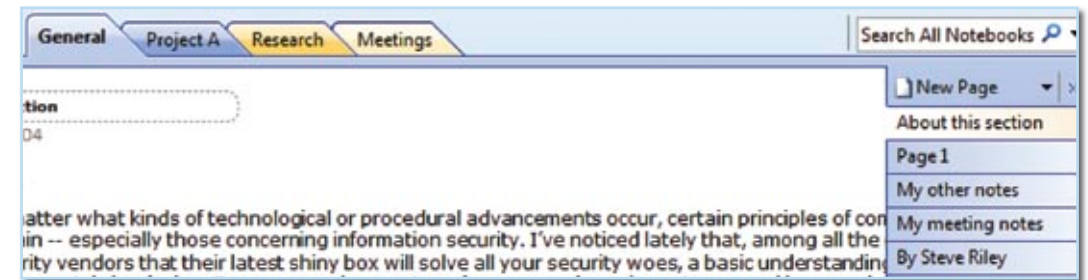 General Project A Research Meetings Search All Notebooks
New Page
tion
About this section
04
Page 1
My other notes
atter what kinds of technological or procedural advancements occur, certain principles of con
My meeting notes
in -- especially those concerning information security. I've noticed lately that, among all the
rity vendors that their latest shiny box will solve all your security woes, a basic understanding
By Steve Riley